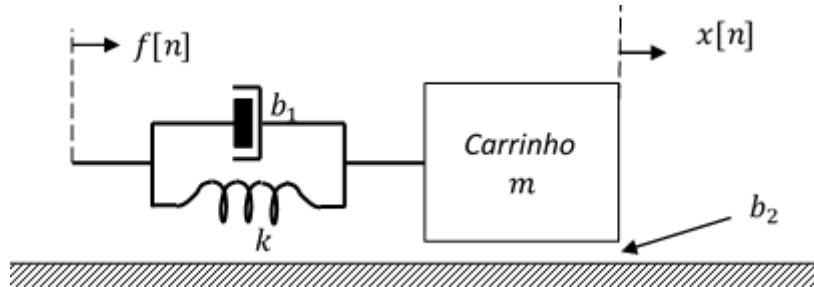 f[n]
x[n]
b₁
Carrinho
m
b₂
k